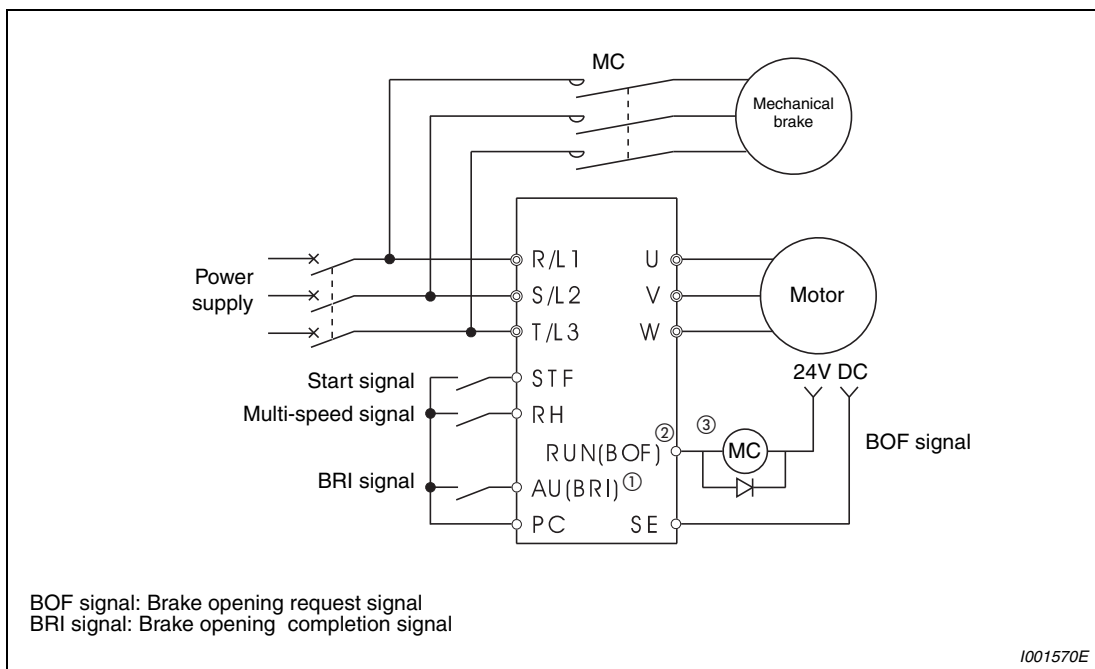 MC
Mechanical
brake
R/L1
U
Power
supply
S/L2
V
Motor
T/L3
W
24V DC
Start signal
STF
Multi-speed signal
RH
② ③
RUN(BOF)
MC
BOF signal
BRI signal
AU(BRI)①
PC
SE
BOF signal: Brake opening request signal
BRI signal: Brake opening completion signal
I001570E